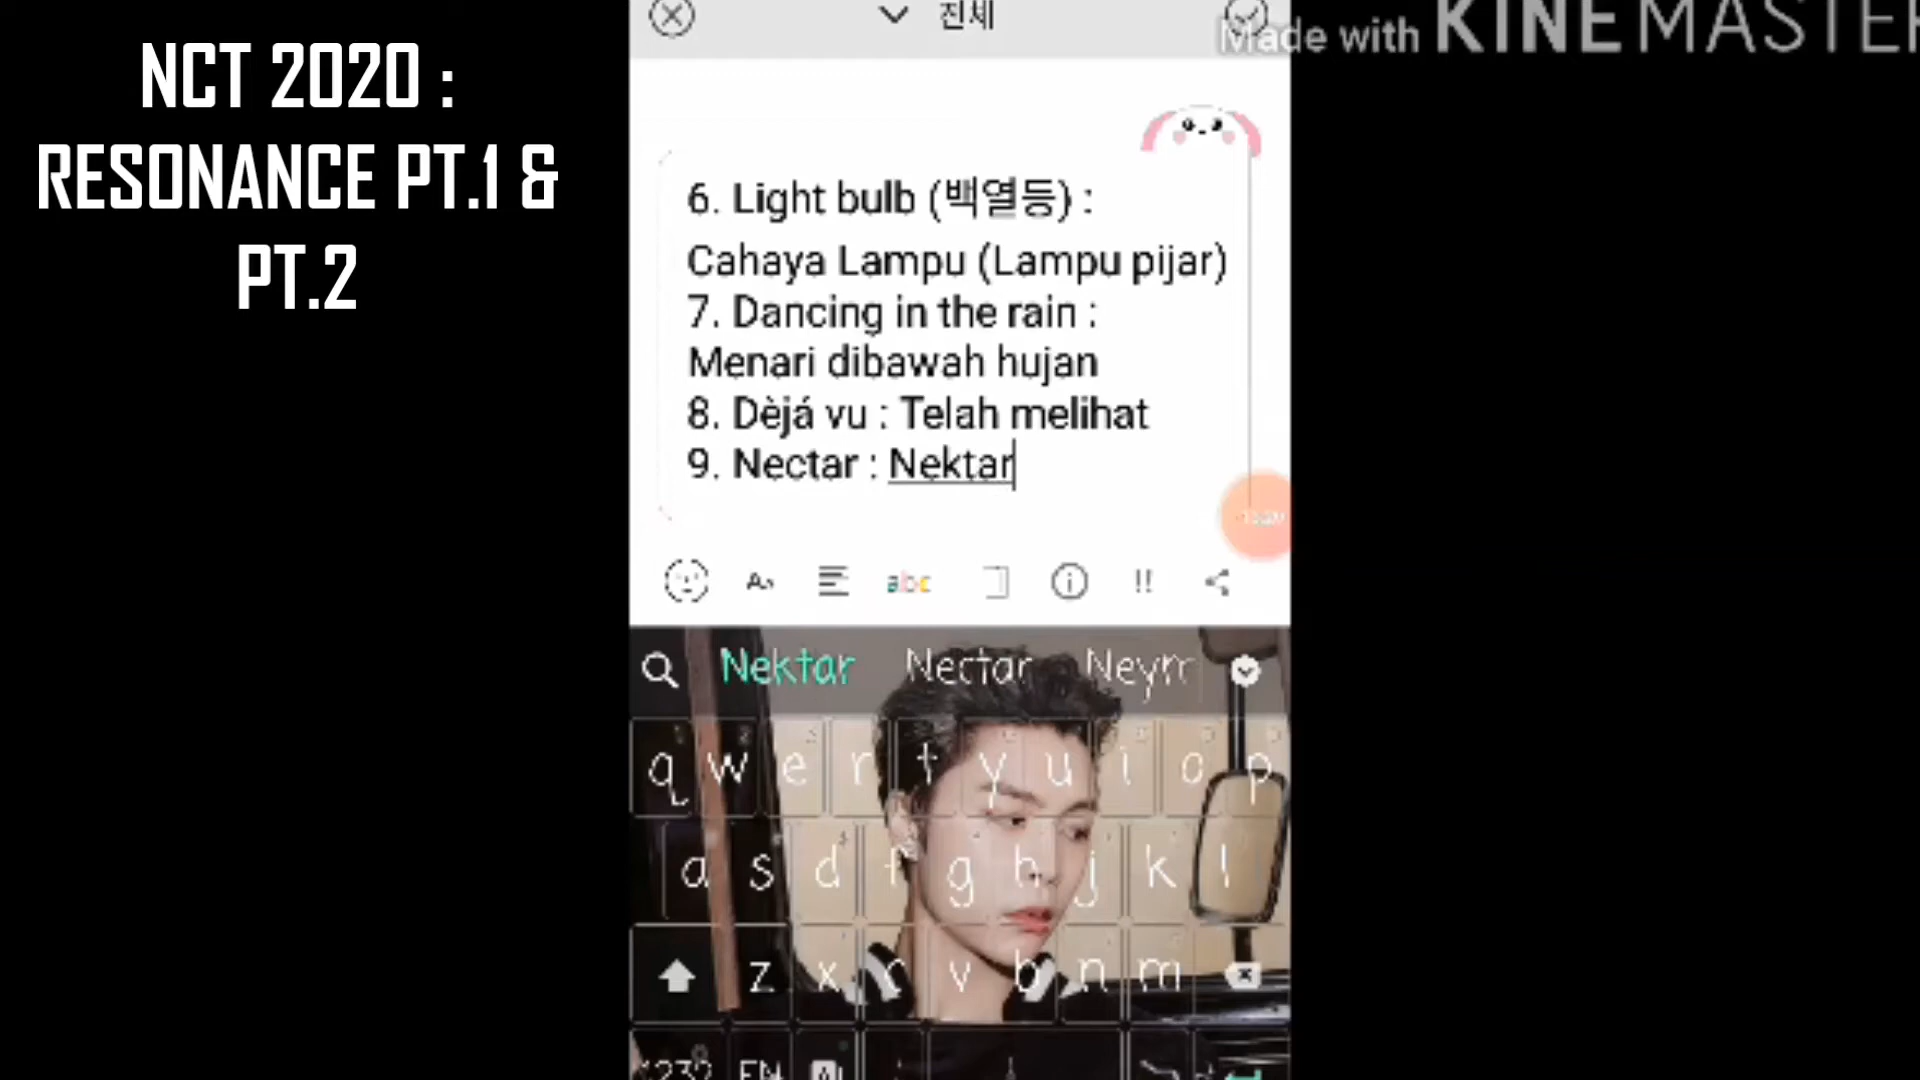 NCT 2020 :
RESONANCE PT.1 &
PT.2
전체
Made with KINEMASTER
6. Light bulb (백열등) :
Cahaya Lampu (Lampu pijar)
7. Dancing in the rain :
Menari dibawah hujan
8. Dèjá vu : Telah melihat
9. Nectar : Nektar
abc
!!
Nektar Nectar
q w e r t y u i o p
a s d f g h j k l
z x c v b n m